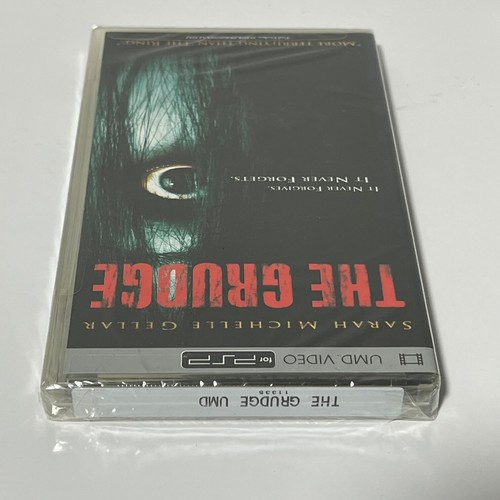 THE GRUDGE UMD
11336
UMD VIDEO for PSP
SARAH MICHELLE GELLAR
THE GRUDGE
IT NEVER FORGIVES.
IT NEVER FORGETS.
"MORE TERRIFYING THAN 'THE RING.'"